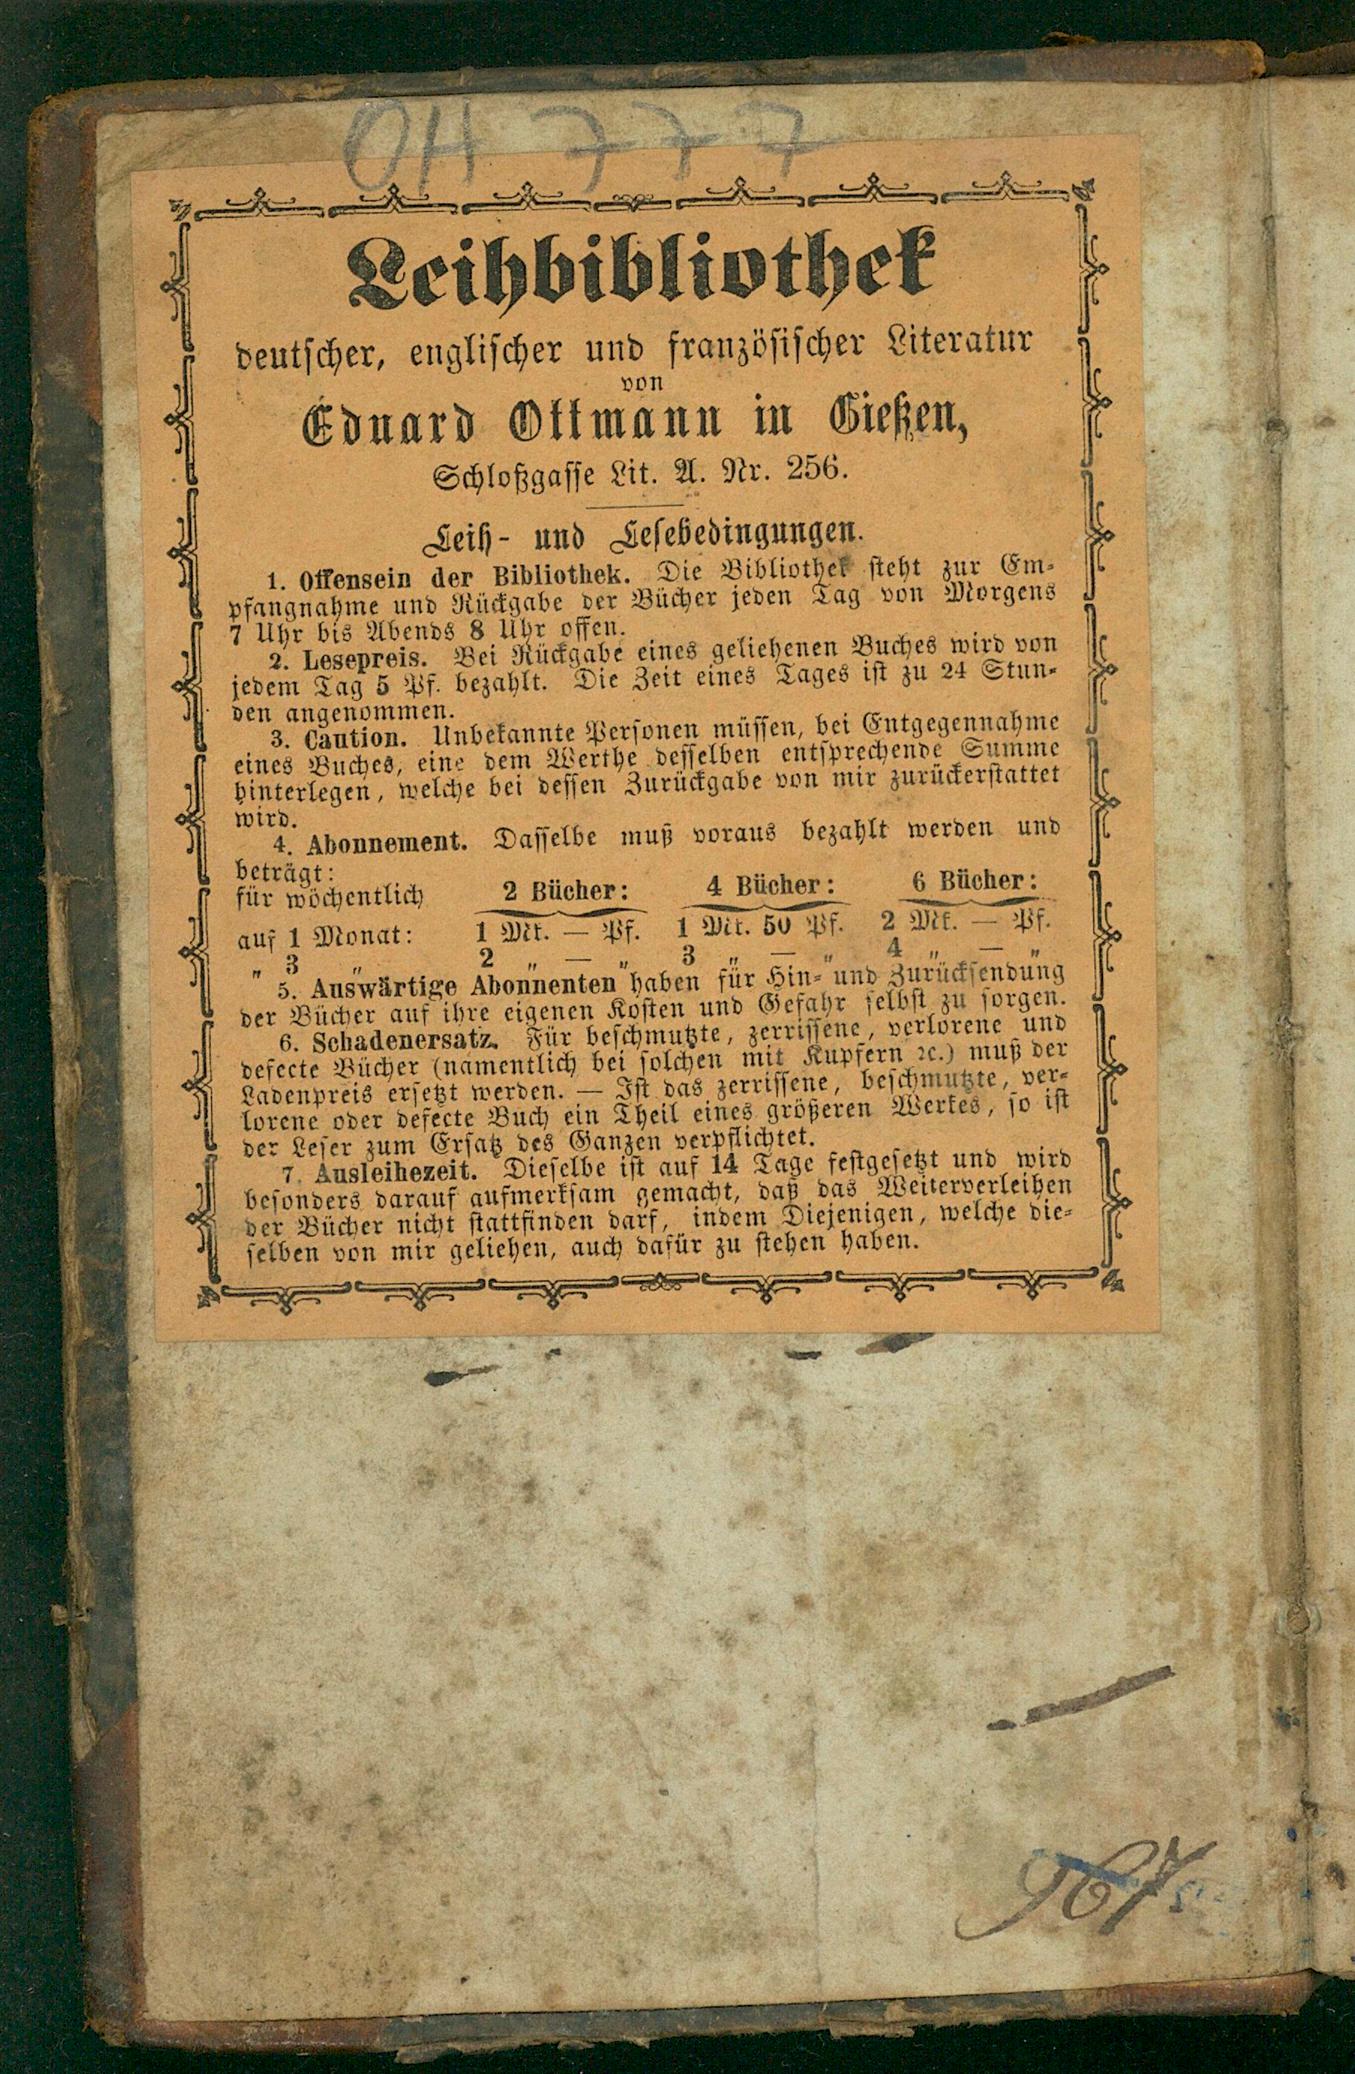 OH 777
Leihbibliothek
deutscher, englischer und französischer Literatur
von
Eduard Ottmann in Gießen,
Schloßgasse Lit. A. Nr. 256.
Leih- und Lesebedingungen.
1. Offensein der Bibliothek. Die Bibliothek steht zur Em-
pfangnahme und Rückgabe der Bücher jeden Tag von Morgens
7 Uhr bis Abends 8 Uhr offen.
2. Lesepreis. Bei Rückgabe eines geliehenen Buches wird von
jedem Tag 5 Pf. bezahlt. Die Zeit eines Tages ist zu 24 Stun-
den angenommen.
3. Caution. Unbekannte Personen müssen, bei Entgegennahme
eines Buches, eine dem Werthe desselben entsprechende Summe
hinterlegen, welche bei dessen Zurückgabe von mir zurückerstattet
wird.
4. Abonnement. Dasselbe muß voraus bezahlt werden und
beträgt:
für wöchentlich 2 Bücher: 4 Bücher: 6 Bücher:
auf 1 Monat: 1 Mk. — Pf. 1 Mk. 50 Pf. 2 Mk. — Pf.
„ 3 „ 2 „ — „ 3 „ — „ 4 „ — „
5. Auswärtige Abonnenten haben für Hin- und Zurücksendung
der Bücher auf ihre eigenen Kosten und Gefahr selbst zu sorgen.
6. Schadenersatz. Für beschmutzte, zerrissene, verlorene und
defecte Bücher (namentlich bei solchen mit Kupfern ꝛc.) muß der
Ladenpreis ersetzt werden. — Ist das zerrissene, beschmutzte, ver-
lorene oder defecte Buch ein Theil eines größeren Werkes, so ist
der Leser zum Ersatz des Ganzen verpflichtet.
7. Ausleihezeit. Dieselbe ist auf 14 Tage festgesetzt und wird
besonders darauf aufmerksam gemacht, daß das Weiterverleihen
der Bücher nicht stattfinden darf, indem Diejenigen, welche die-
selben von mir geliehen, auch dafür zu stehen haben.